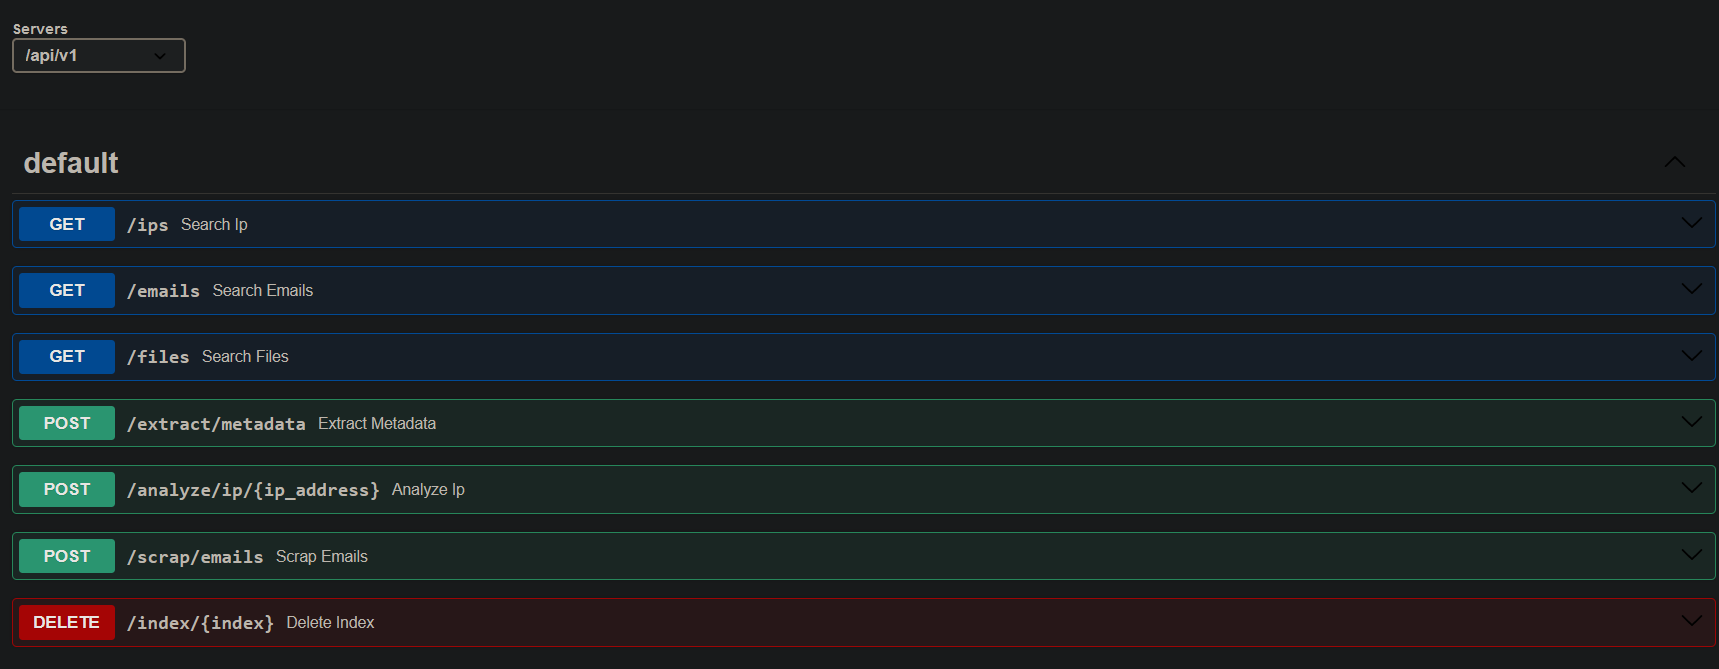 Servers
/api/v1
default
GET /ips Search Ip
GET /emails Search Emails
GET /files Search Files
POST /extract/metadata Extract Metadata
POST /analyze/ip/{ip_address} Analyze Ip
POST /scrap/emails Scrap Emails
DELETE /index/{index} Delete Index